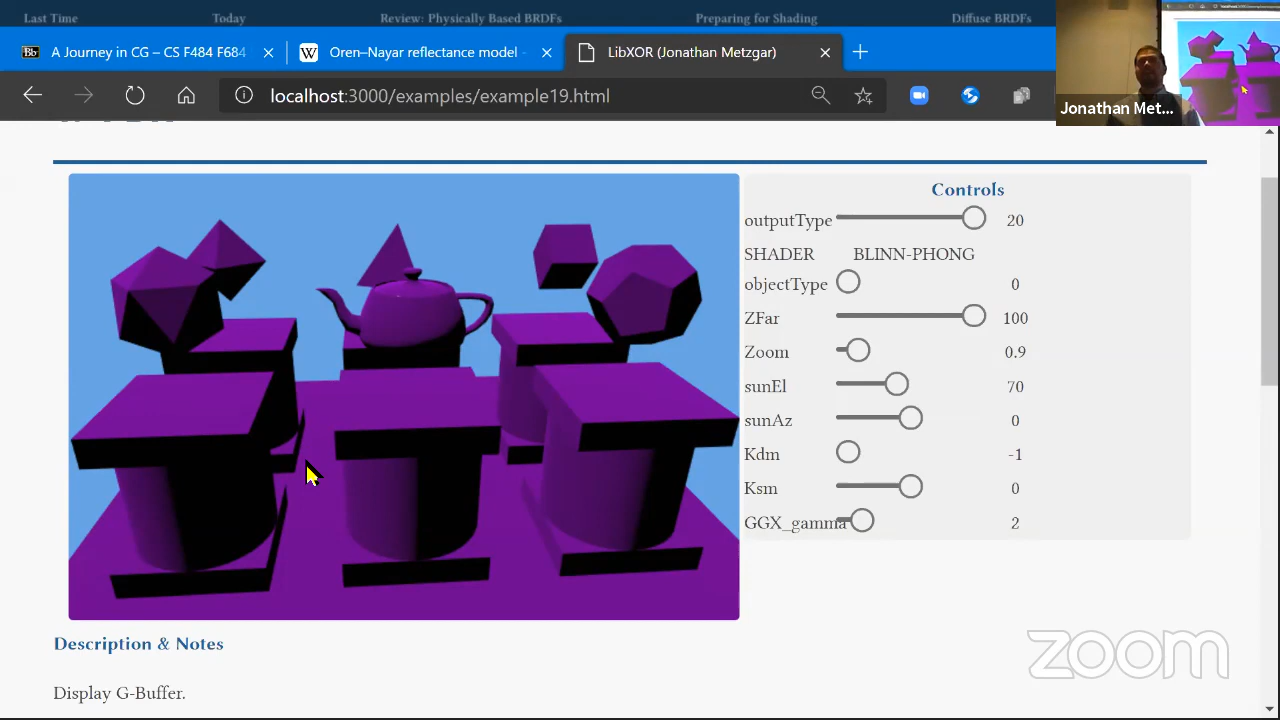 Last Time Today Review: Physically Based BRDFs Preparing for Shading Diffuse BRDFs
Bb A Journey in CG – CS F484 F684 W Oren–Nayar reflectance model - LibXOR (Jonathan Metzgar)
localhost:3000/examples/example19.html
Jonathan Met...
Controls
outputType 20
SHADER BLINN-PHONG
objectType 0
ZFar 100
Zoom 0.9
sunEl 70
sunAz 0
Kdm -1
Ksm 0
GGX_gamma 2
Description & Notes
Display G-Buffer.
zoom